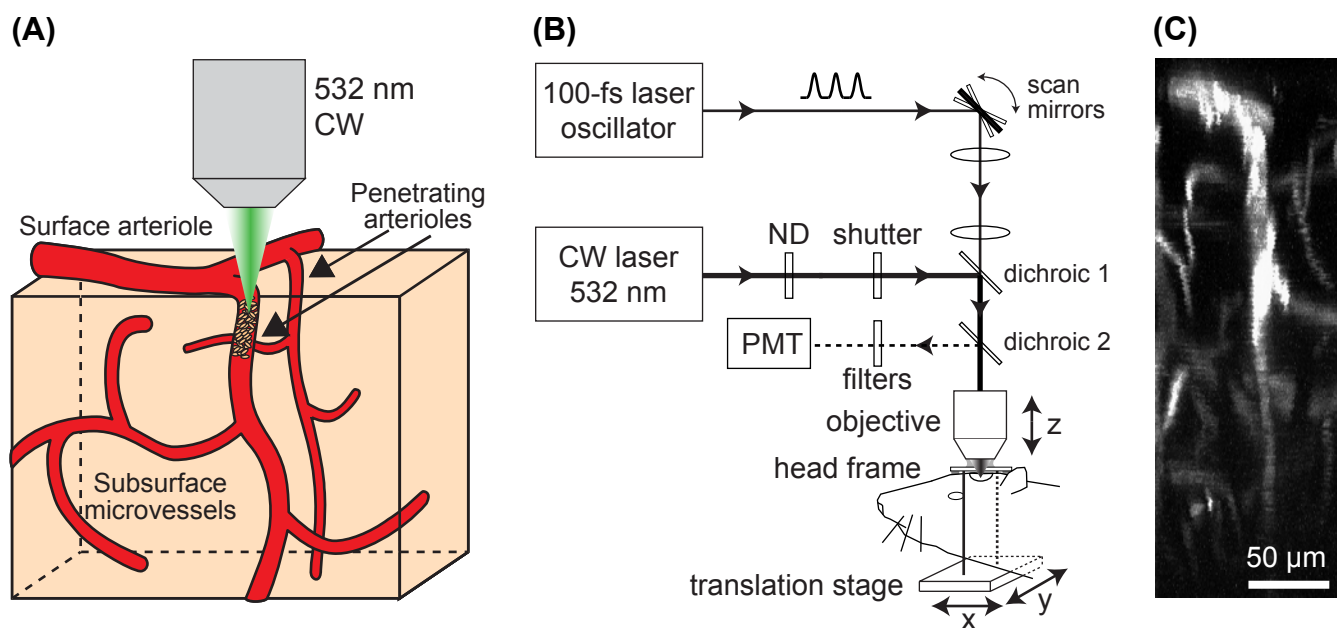 (A)
532 nm
CW
Surface arteriole
Penetrating
arterioles
Subsurface
microvessels
(B)
100-fs laser
oscillator
scan
mirrors
CW laser
532 nm
ND
shutter
dichroic 1
PMT
filters
dichroic 2
objective
z
head frame
translation stage
x
y
(C)
50 µm